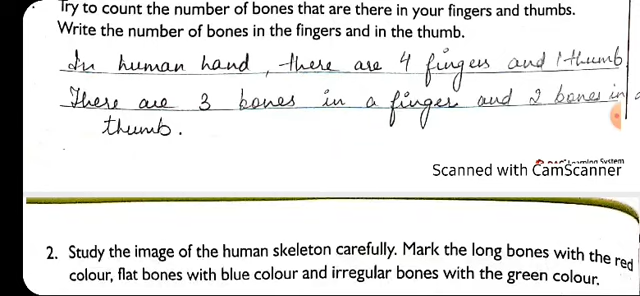 Try to count the number of bones that are there in your fingers and thumbs.
Write the number of bones in the fingers and in the thumb.
In human hand, there are 4 fingers and 1 thumb
There are 3 bones in a finger and 2 bones in a
thumb.
System
Scanned with CamScanner
2. Study the image of the human skeleton carefully. Mark the long bones with the red
colour, flat bones with blue colour and irregular bones with the green colour.